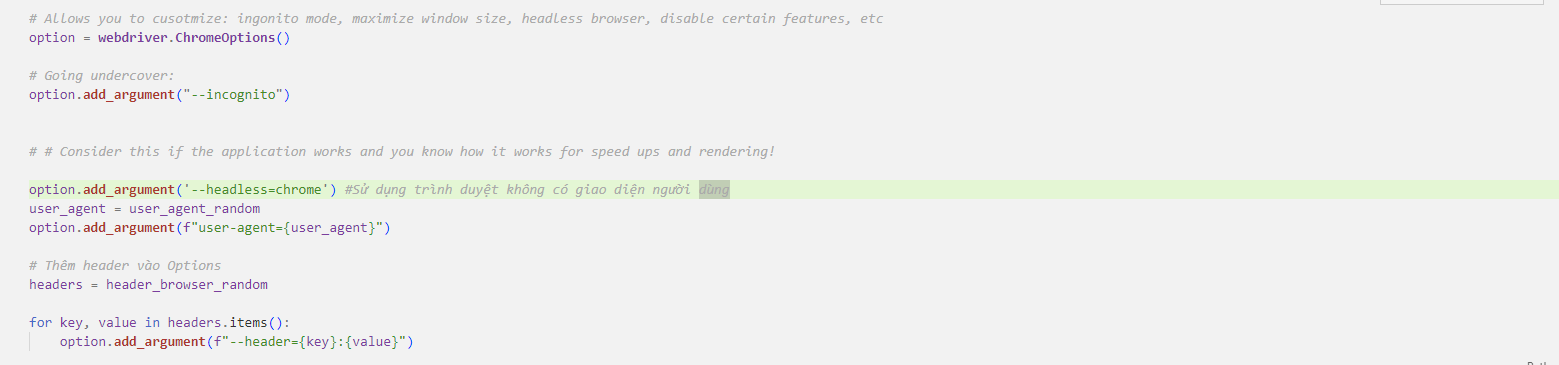 # Allows you to cusotmize: ingonito mode, maximize window size, headless browser, disable certain features, etc
option = webdriver.ChromeOptions()
# Going undercover:
option.add_argument("--incognito")
# # Consider this if the application works and you know how it works for speed ups and rendering!
option.add_argument('--headless=chrome') #Sử dụng trình duyệt không có giao diện người dùng
user_agent = user_agent_random
option.add_argument(f"user-agent={user_agent}")
# Thêm header vào Options
headers = header_browser_random
for key, value in headers.items():
    option.add_argument(f"--header={key}:{value}")